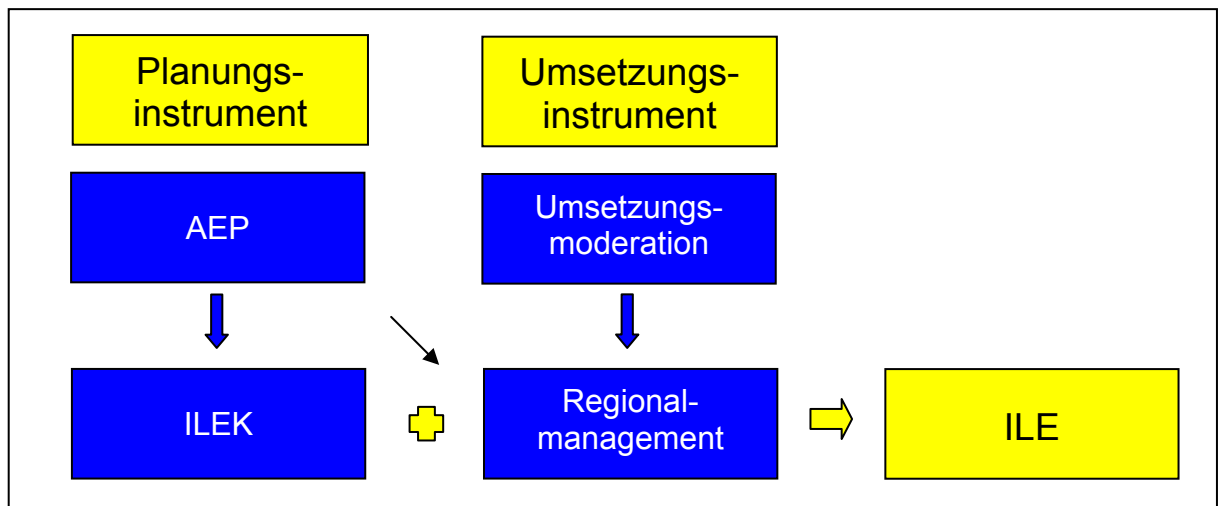 Planungs-
instrument
Umsetzungs-
instrument
AEP
Umsetzungs-
moderation
ILEK
Regional-
management
ILE